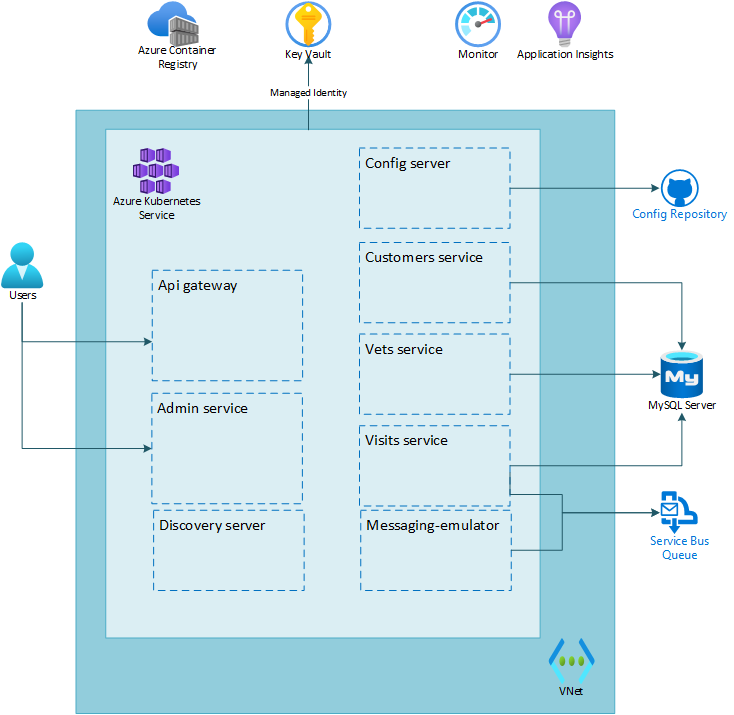 Azure Container
Registry
Key Vault
Monitor
Application Insights
Managed Identity
Azure Kubernetes
Service
Config server
Config Repository
Customers service
Users
Api gateway
Vets service
My
MySQL Server
Admin service
Visits service
Discovery server
Messaging-emulator
Service Bus
Queue
VNet